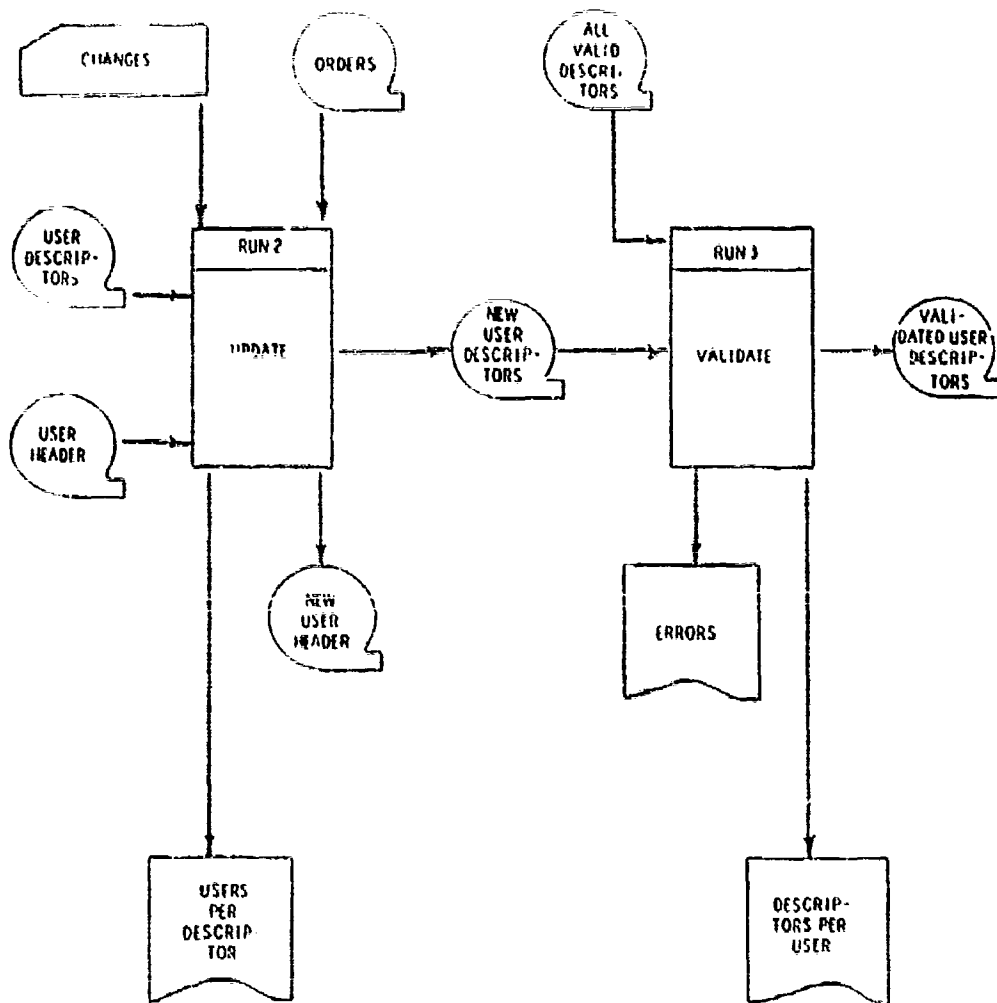 CHANGES
ORDERS
ALL
VALID
DESCRI-
TORS
USER
DESCRIP-
TORS
RUN 2
UPDATE
NEW
USER
DESCRIP-
TORS
RUN 3
VALIDATE
VALI-
DATED USER
DESCRIP-
TORS
USER
HEADER
NEW
USER
HEADER
ERRORS
USERS
PER
DESCRIP-
TOR
DESCRIP-
TORS PER
USER